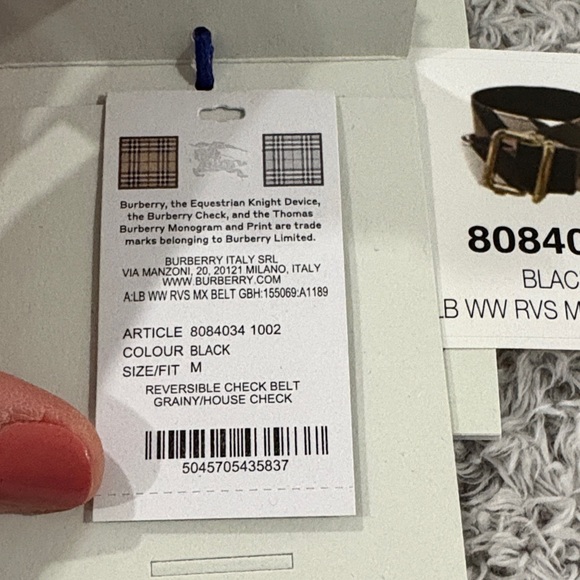 Burberry, the Equestrian Knight Device,
the Burberry Check, and the Thomas
Burberry Monogram and Print are trade
marks belonging to Burberry Limited.
BURBERRY ITALY SRL
VIA MANZONI, 20, 20121 MILANO, ITALY
WWW.BURBERRY.COM
A:LB WW RVS MX BELT GBH:155069:A1189
ARTICLE 8084034 1002
COLOUR BLACK
SIZE/FIT M
REVERSIBLE CHECK BELT
GRAINY/HOUSE CHECK
5045705435837
80840
BLAC
LB WW RVS M